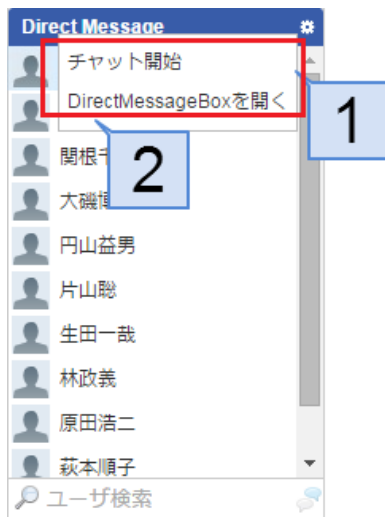 Direct Message
チャット開始
DirectMessageBoxを開く
1
2
関根
大磯
円山益男
片山聡
生田一哉
林政義
原田浩二
萩本順子
ユーザ検索